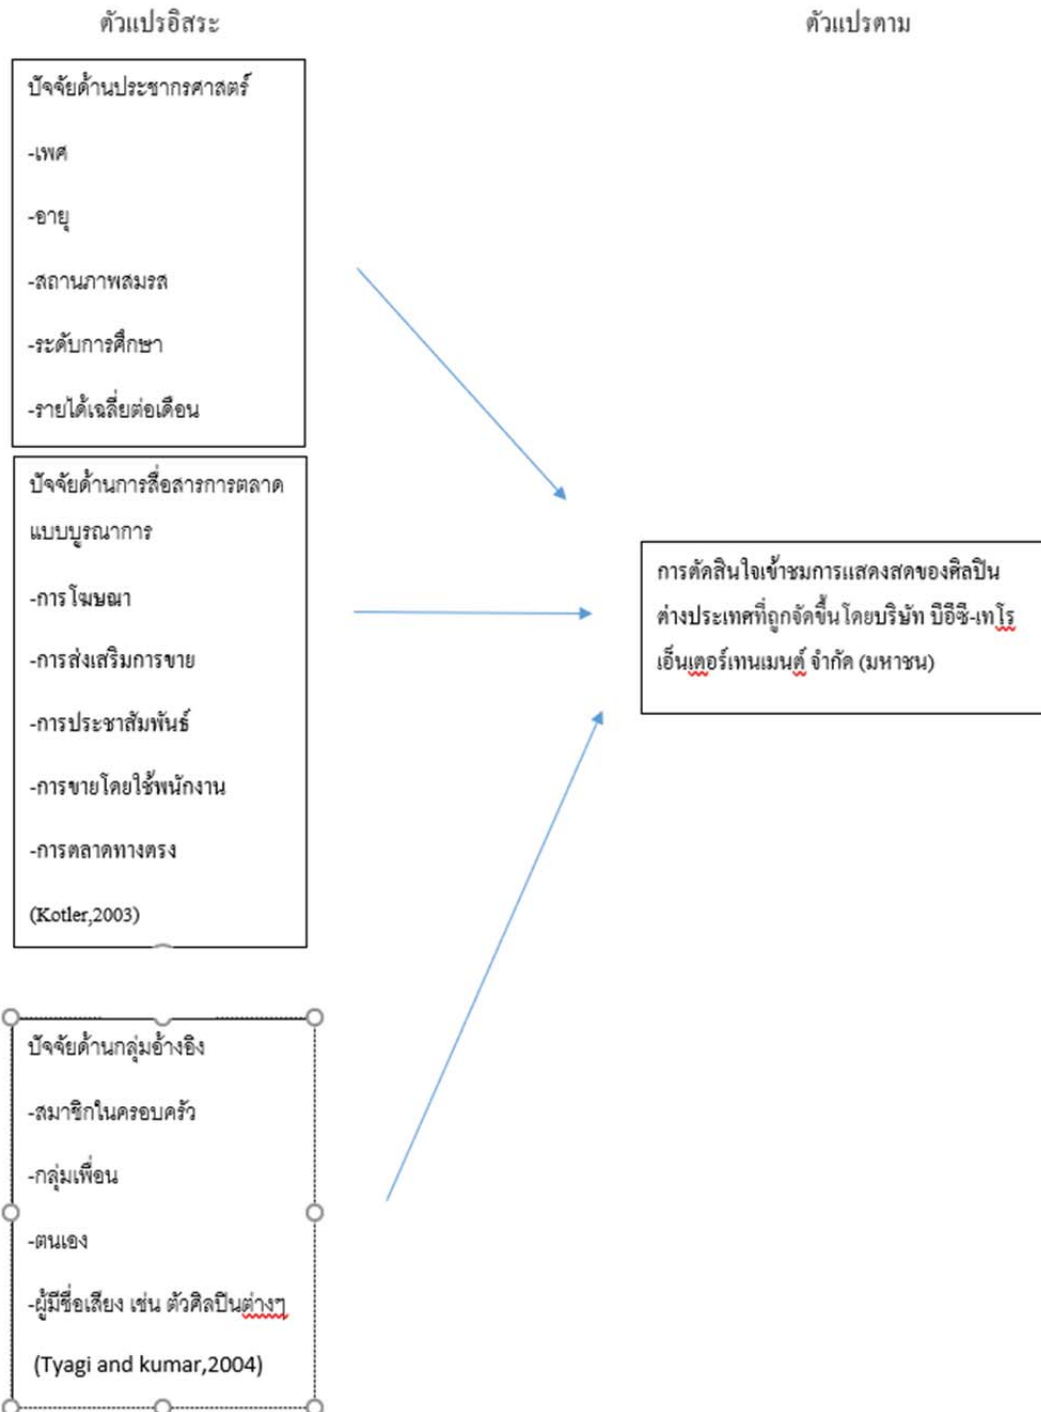 ตัวแปรอิสระ
ตัวแปรตาม
ปัจจัยด้านประชากรศาสตร์
-เพศ
-อายุ
-สถานภาพสมรส
-ระดับการศึกษา
-รายได้เฉลี่ยต่อเดือน
ปัจจัยด้านการสื่อสารการตลาด
แบบบูรณาการ
-การโฆษณา
-การส่งเสริมการขาย
-การประชาสัมพันธ์
-การขายโดยใช้พนักงาน
-การตลาดทางตรง
(Kotler,2003)
ปัจจัยด้านกลุ่มอ้างอิง
-สมาชิกในครอบครัว
-กลุ่มเพื่อน
-ตนเอง
-ผู้มีชื่อเสียง เช่น ตัวศิลปินต่างๆ
(Tyagi and kumar,2004)
การตัดสินใจเข้าชมการแสดงสดของศิลปิน
ต่างประเทศที่ถูกจัดขึ้นโดยบริษัท บีอีซี-เทโร
เอ็นเตอร์เทนเมนต์ จำกัด (มหาชน)